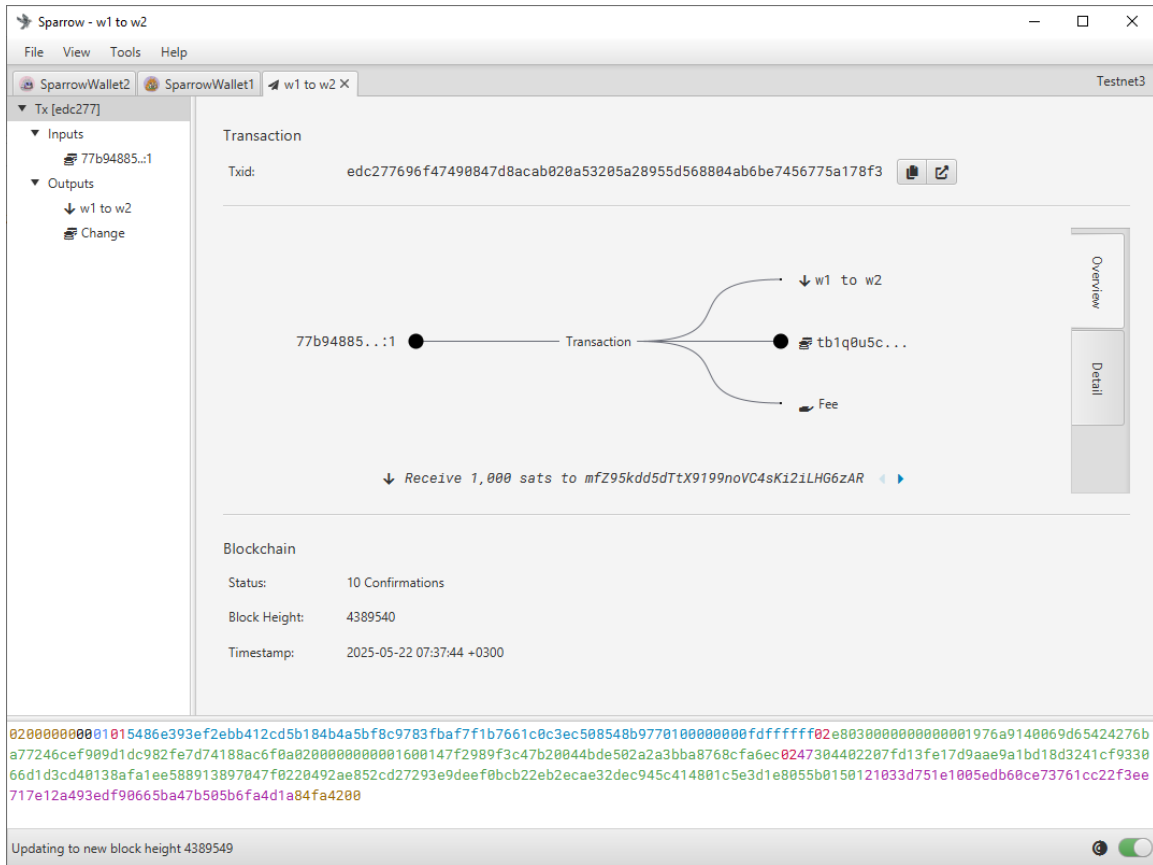 Sparrow - w1 to w2
File View Tools Help
SparrowWallet2 SparrowWallet1 w1 to w2 Testnet3
Tx [edc277]
Inputs
77b94885..:1
Outputs
w1 to w2
Change
Transaction
Txid: edc277696f47490847d8acab020a53205a28955d568804ab6be7456775a178f3
w1 to w2
77b94885..:1 Transaction tb1q0u5c...
Fee
Overview
Detail
Receive 1,000 sats to mfZ95kdd5dTtX9199noVC4sKi2iLHG6zAR
Blockchain
Status: 10 Confirmations
Block Height: 4389540
Timestamp: 2025-05-22 07:37:44 +0300
020000000001015486e393ef2ebb412cd5b184b4a5bf8c9783fbaf7f1b7661c0c3ec508548b9770100000000fdffffff02e8030000000000001976a9140069d65424276b
a77246cef909d1dc982fe7d74188ac6f0a0200000000001600147f2989f3c47b20044bde502a2a3bba8768cfa6ec0247304402207fd13fe17d9aae9a1bd18d3241cf9330
66d1d3cd40138afa1ee588913897047f0220492ae852cd27293e9deef0bcb22eb2ecae32dec945c414801c5e3d1e8055b0150121033d751e1005edb60ce73761cc22f3ee
717e12a493edf90665ba47b505b6fa4d1a84fa4200
Updating to new block height 4389549